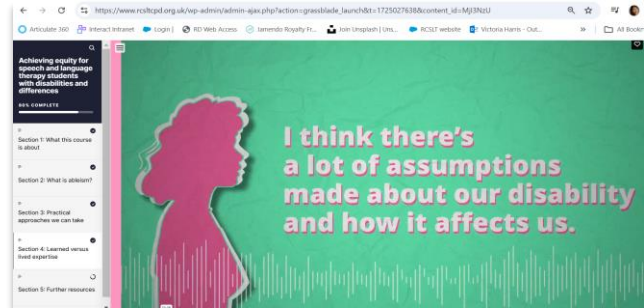 https://www.rcsltcpd.org.uk/wp-admin/admin-ajax.php?action=grassblade_launch&t=1725027638&content_id=MjI3NzU
Articulate 360
Interact Intranet
Login |
RD Web Access
Jamendo Royalty Fr...
Join Unsplash | Uns...
RCSLT website
Victoria Harris - Out...
All Bookm
Achieving equity for
speech and language
therapy students
with disabilities and
differences
80% COMPLETE
Section 1: What this course
is about
Section 2: What is ableism?
Section 3: Practical
approaches we can take
Section 4: Learned versus
lived expertise
Section 5: Further resources
I think there's
a lot of assumptions
made about our disability
and how it affects us.